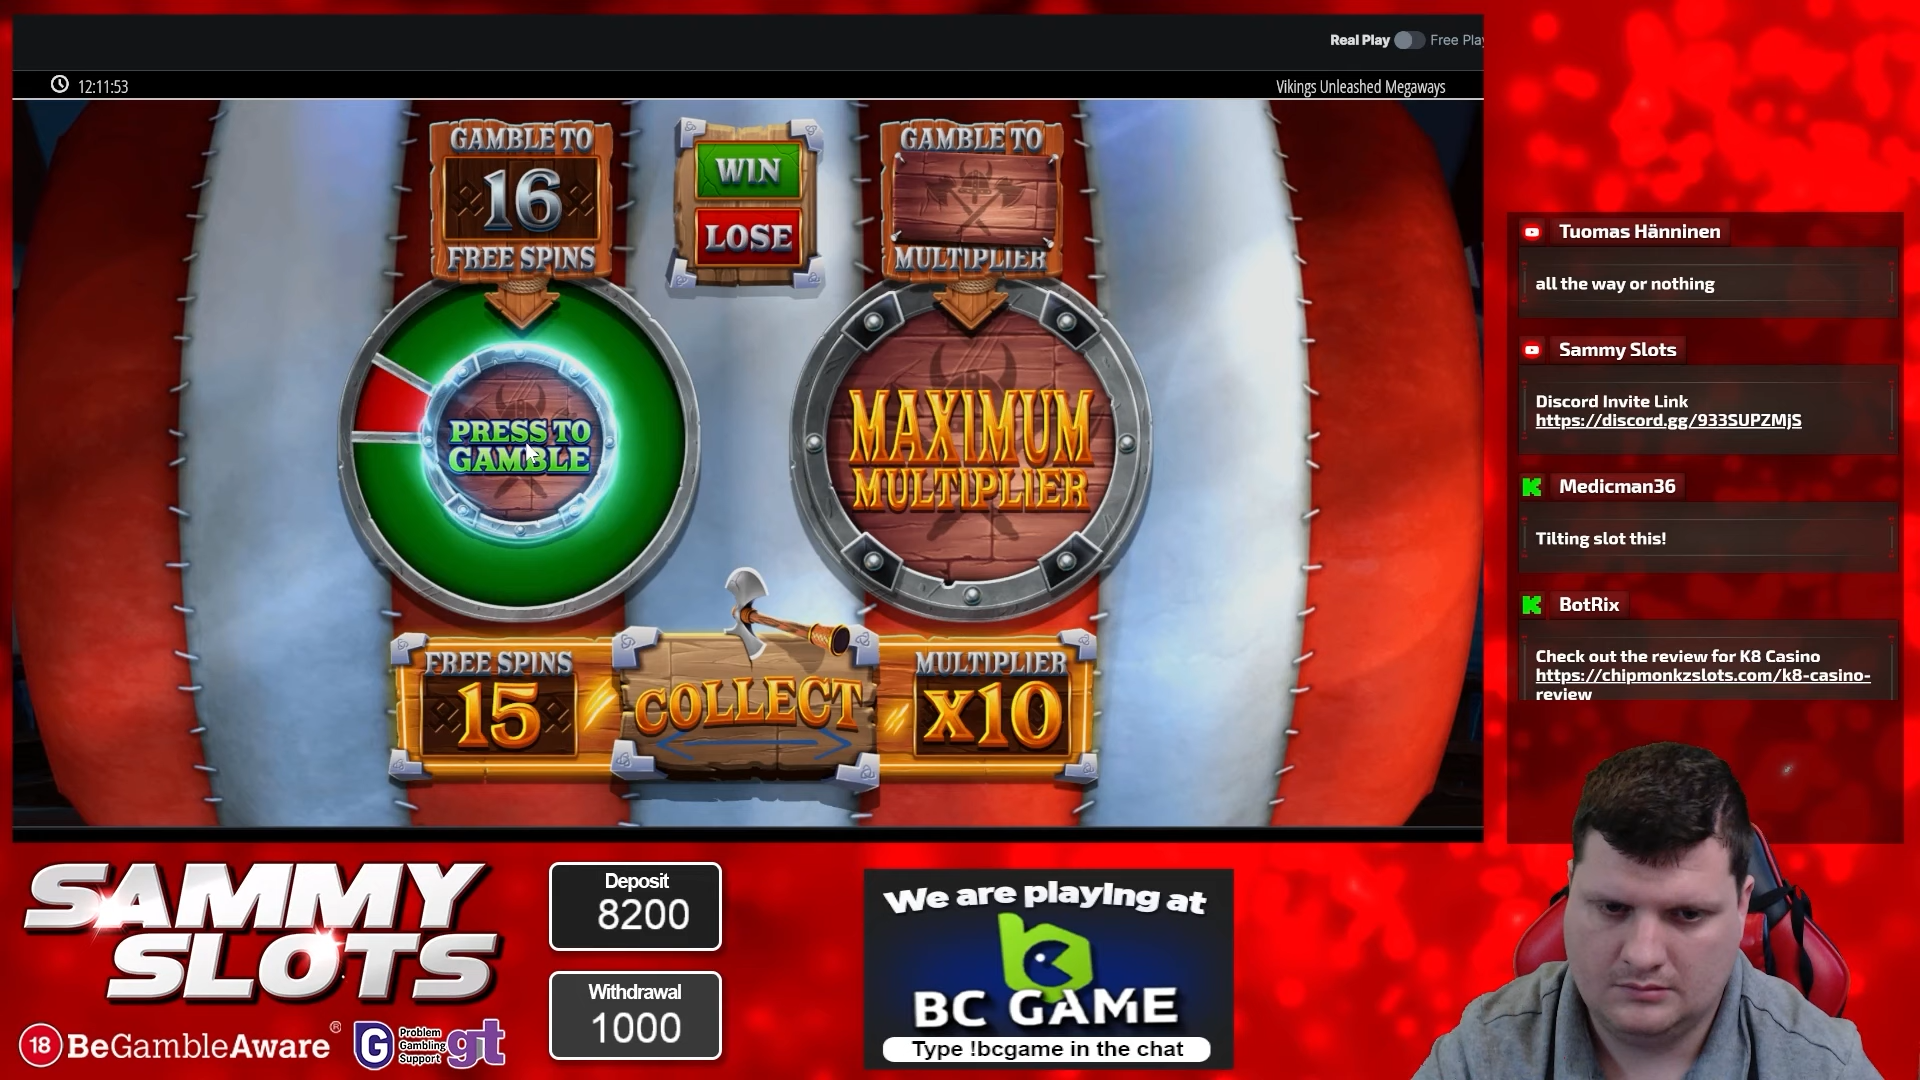 Real Play
Free Play
12:11:53
Vikings Unleashed Megaways
GAMBLE TO
16
FREE SPINS
WIN
LOSE
GAMBLE TO
MULTIPLIER
PRESS TO
GAMBLE
MAXIMUM
MULTIPLIER
FREE SPINS
15
COLLECT
MULTIPLIER
x10
Tuomas Hänninen
all the way or nothing
Sammy Slots
Discord Invite Link
https://discord.gg/933SUPZMjS
Medicman36
Tilting slot this!
BotRix
Check out the review for K8 Casino
https://chipmonkzslots.com/k8-casino-
review
SAMMY
SLOTS
Deposit
8200
Withdrawal
1000
We are playing at
BC GAME
Type !bcgame in the chat
18 BeGambleAware®
G Problem
Gambling
Support
gt